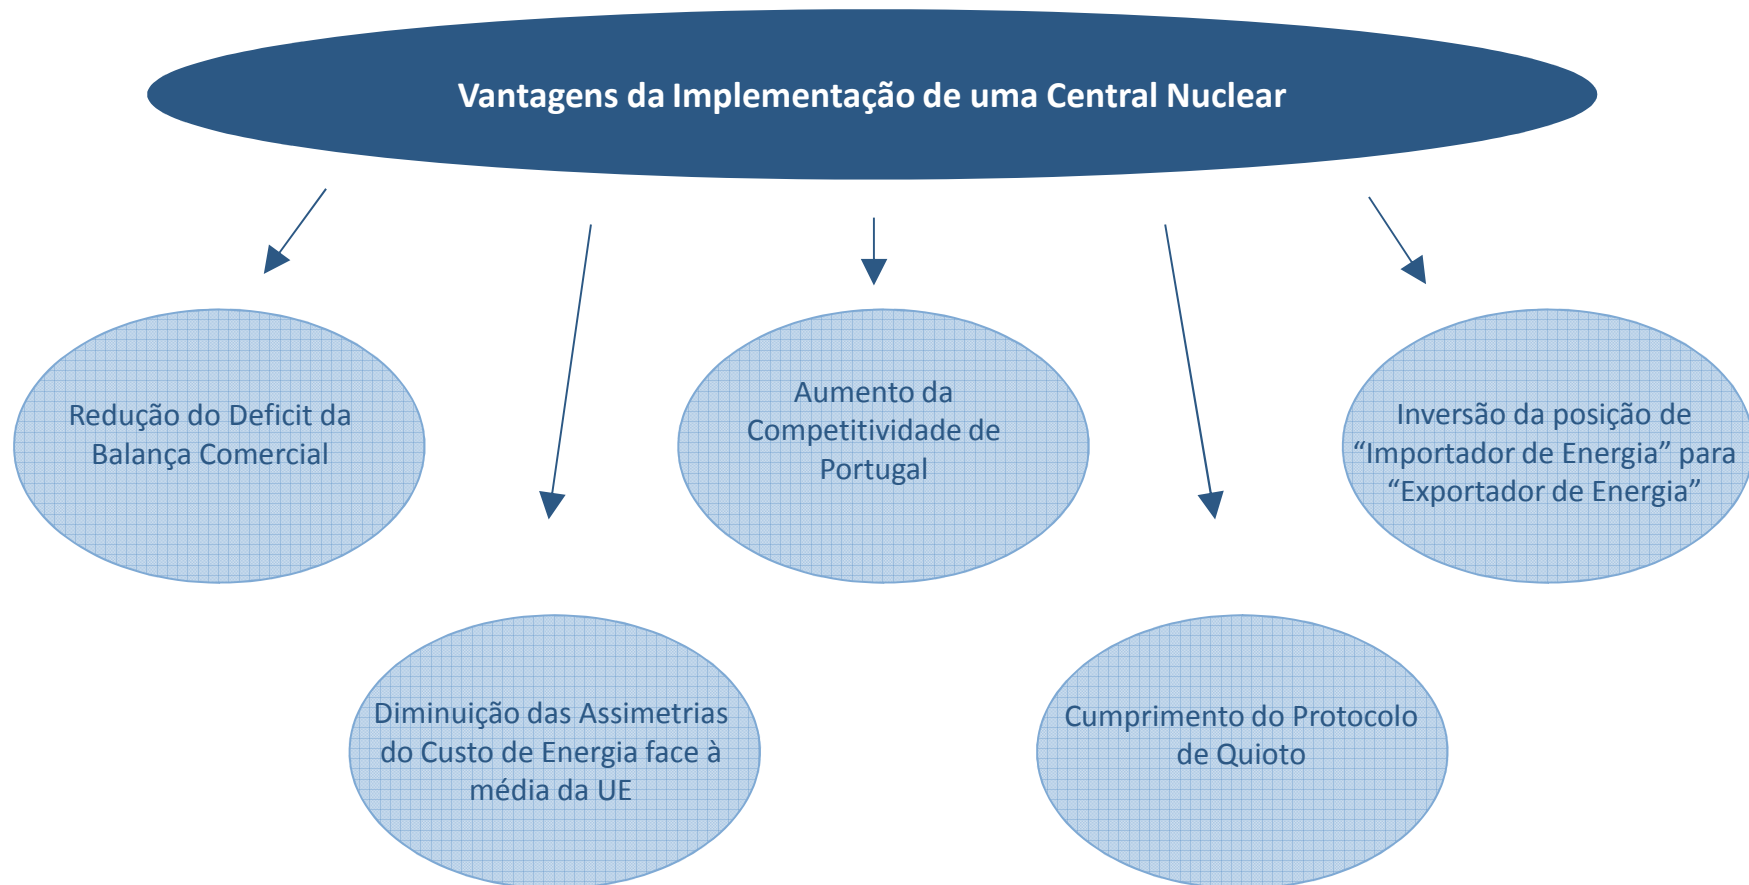 Vantagens da Implementação de uma Central Nuclear
Redução do Deficit da
Balança Comercial
Aumento da
Competitividade de
Portugal
Inversão da posição de
“Importador de Energia” para
“Exportador de Energia”
Diminuição das Assimetrias
do Custo de Energia face à
média da UE
Cumprimento do Protocolo
de Quioto